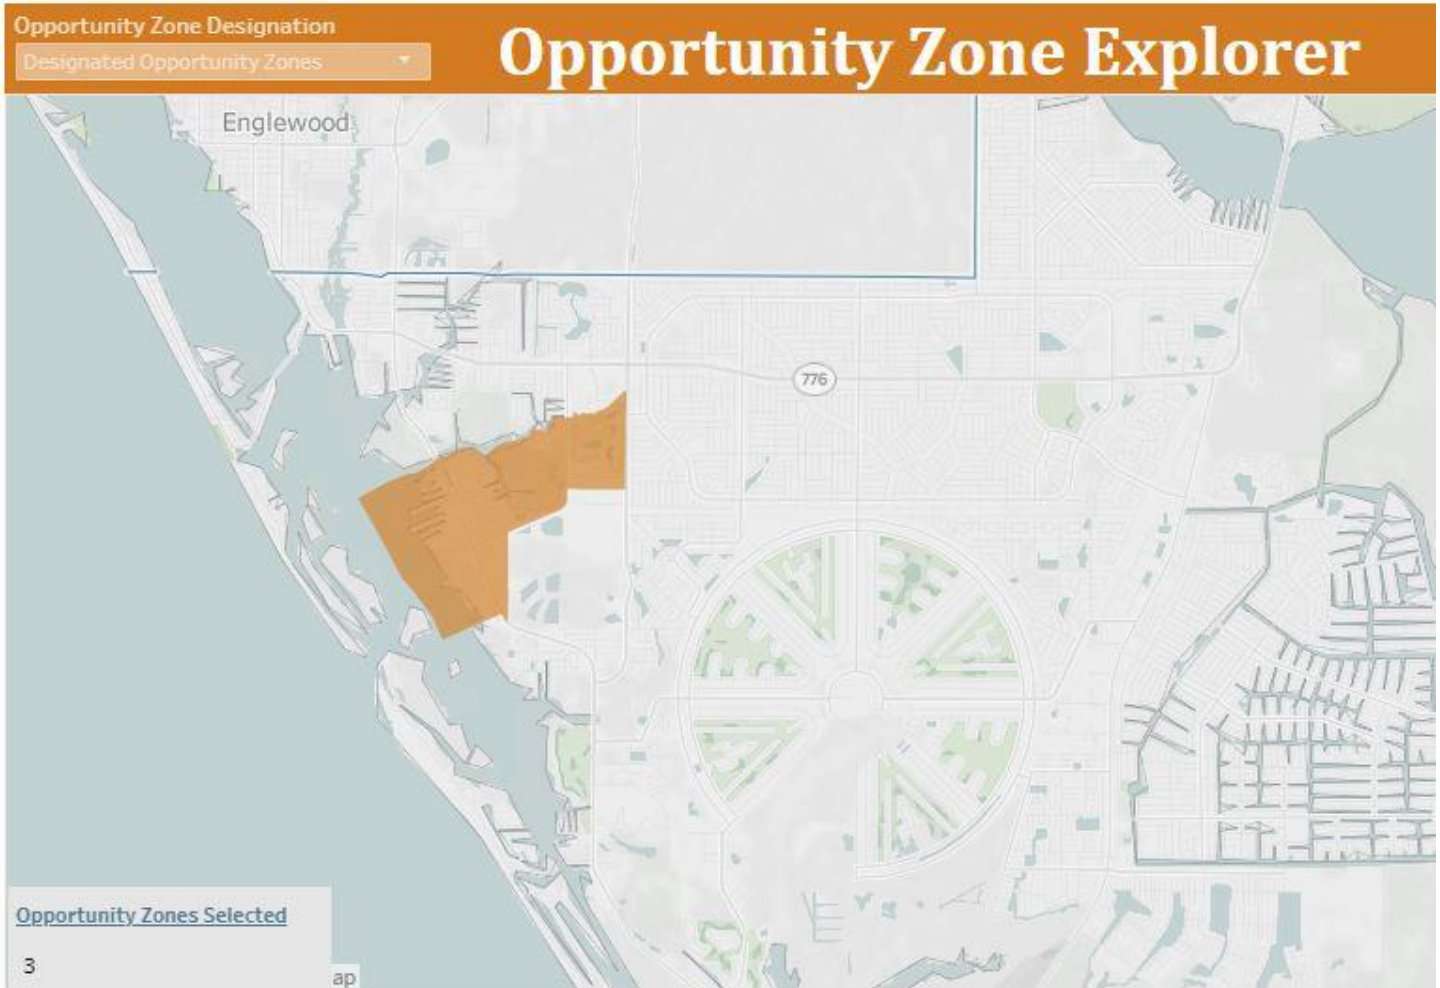 Opportunity Zone Designation
Designated Opportunity Zones
Opportunity Zone Explorer
Englewood
776
Opportunity Zones Selected
3
ap